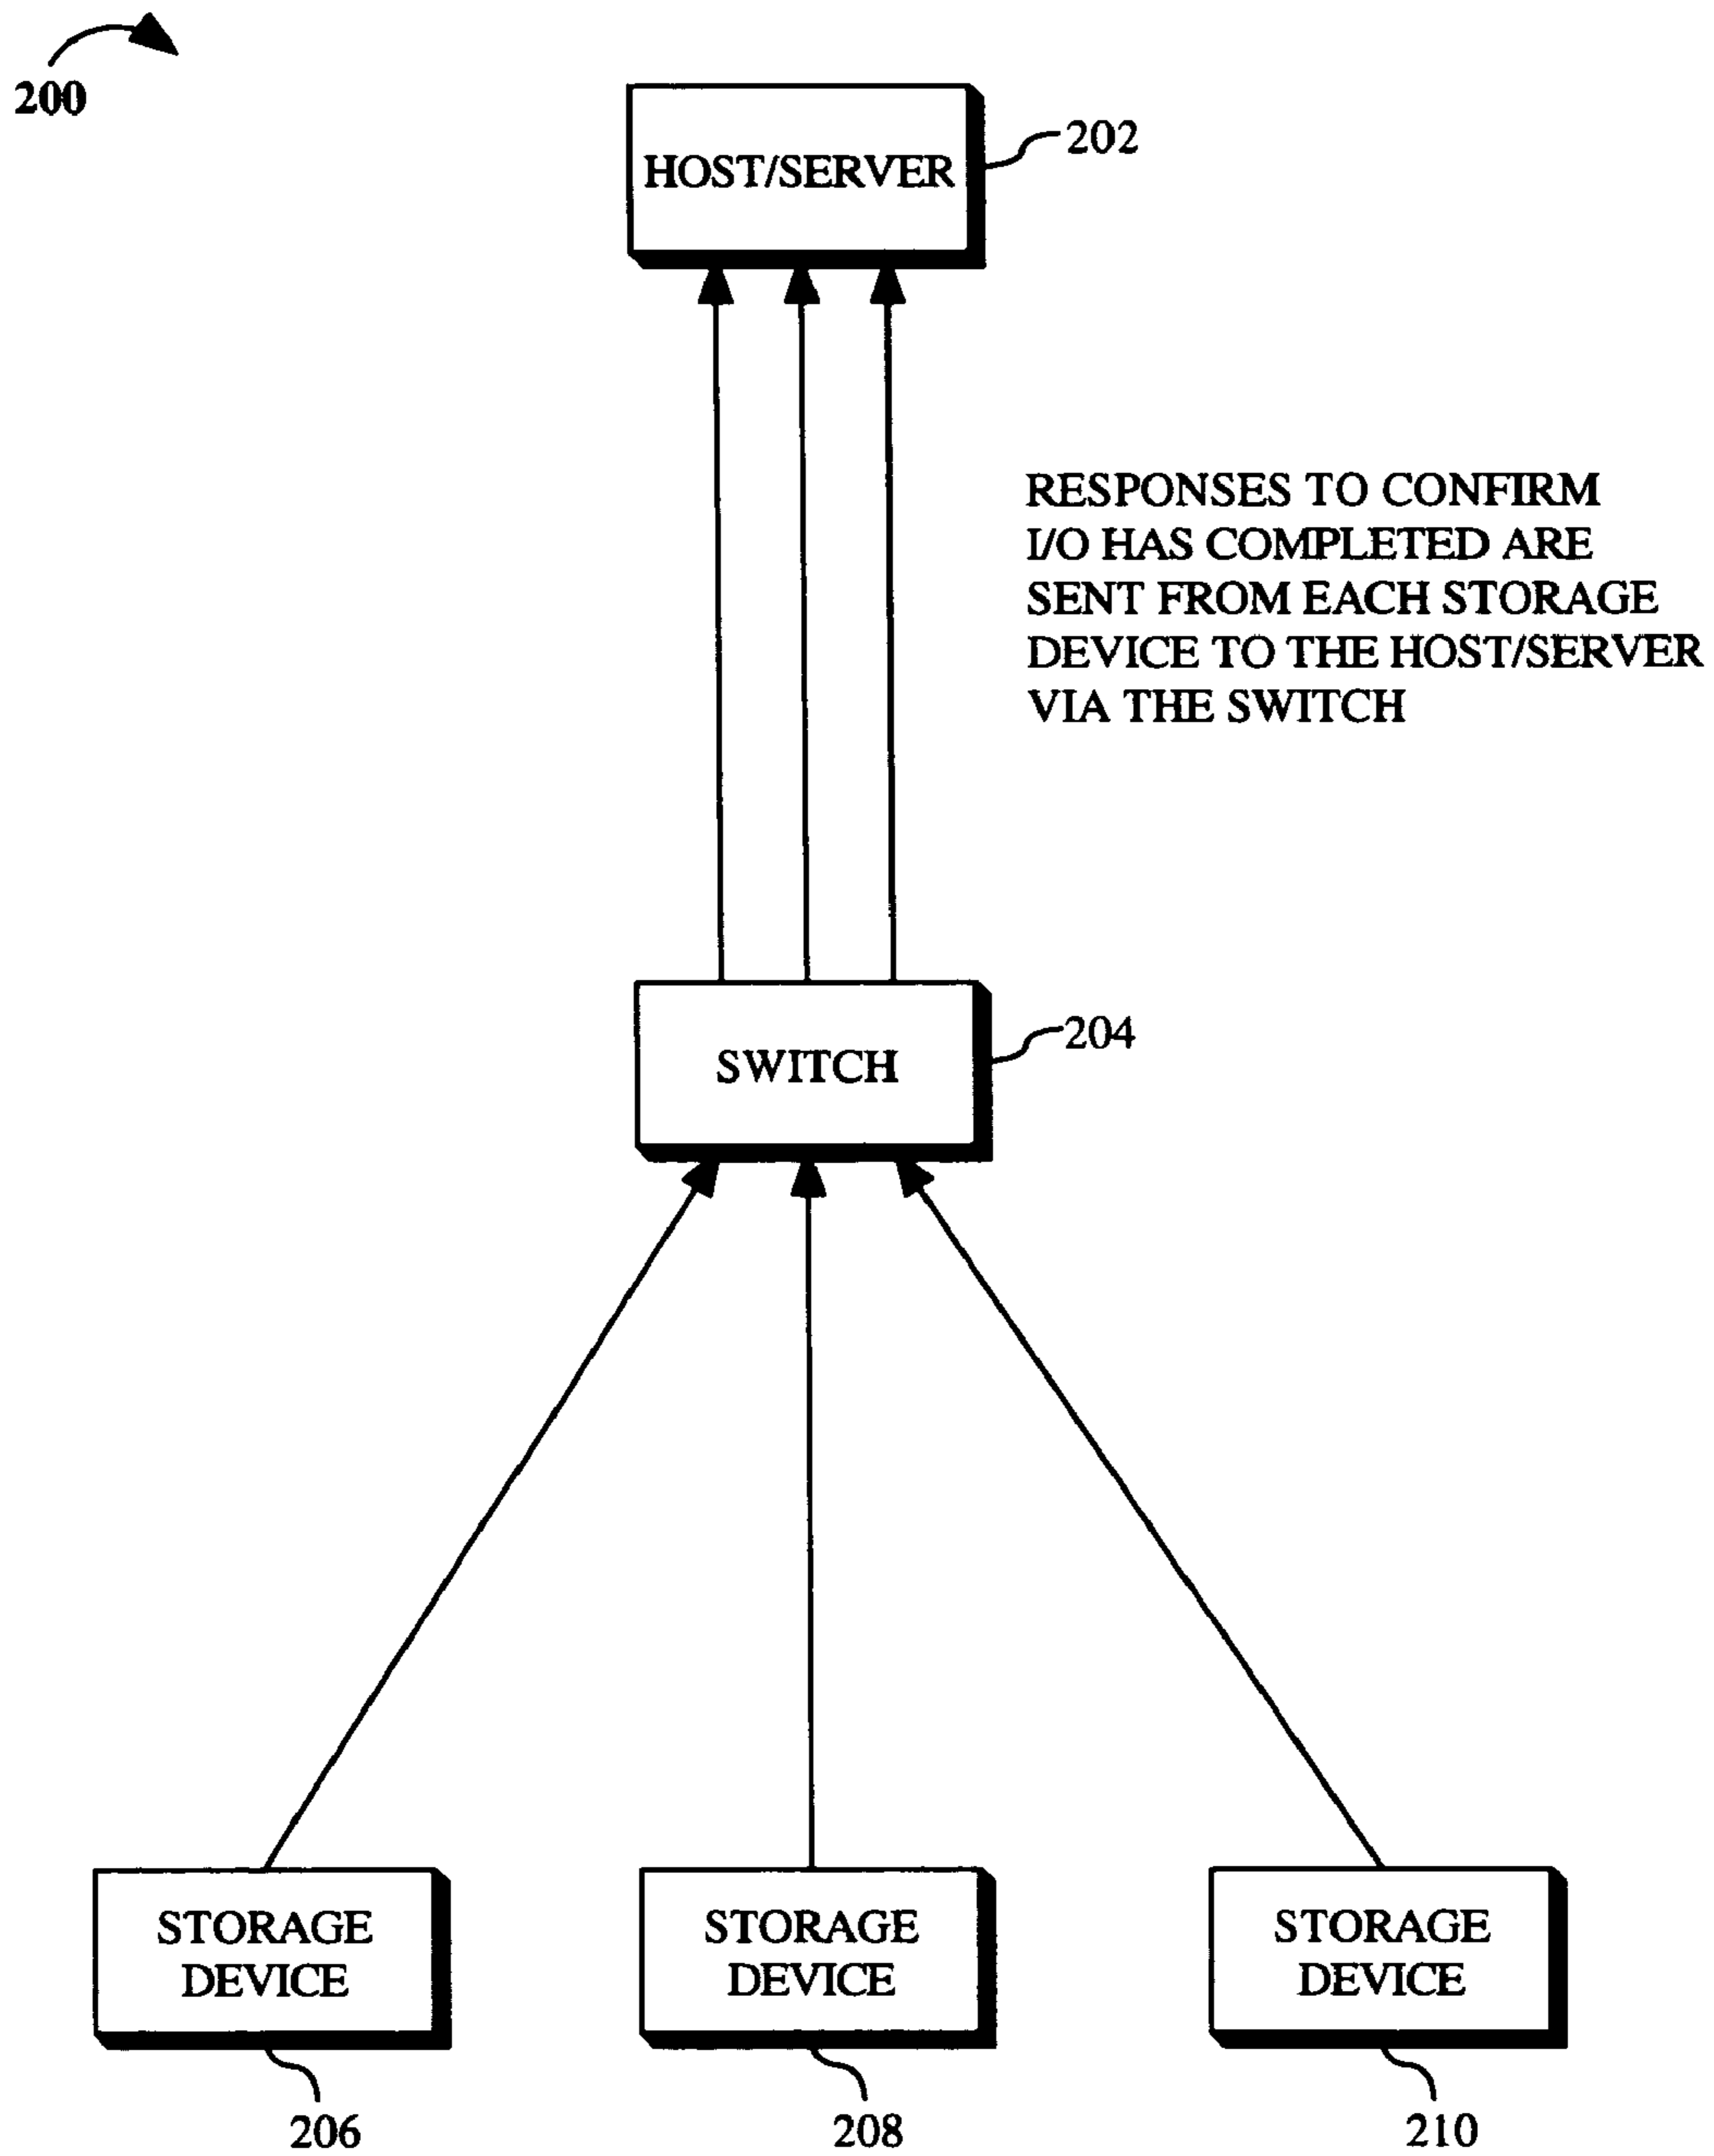 200
HOST/SERVER
202
RESPONSES TO CONFIRM
I/O HAS COMPLETED ARE
SENT FROM EACH STORAGE
DEVICE TO THE HOST/SERVER
VIA THE SWITCH
SWITCH
204
STORAGE
DEVICE
STORAGE
DEVICE
STORAGE
DEVICE
206
208
210